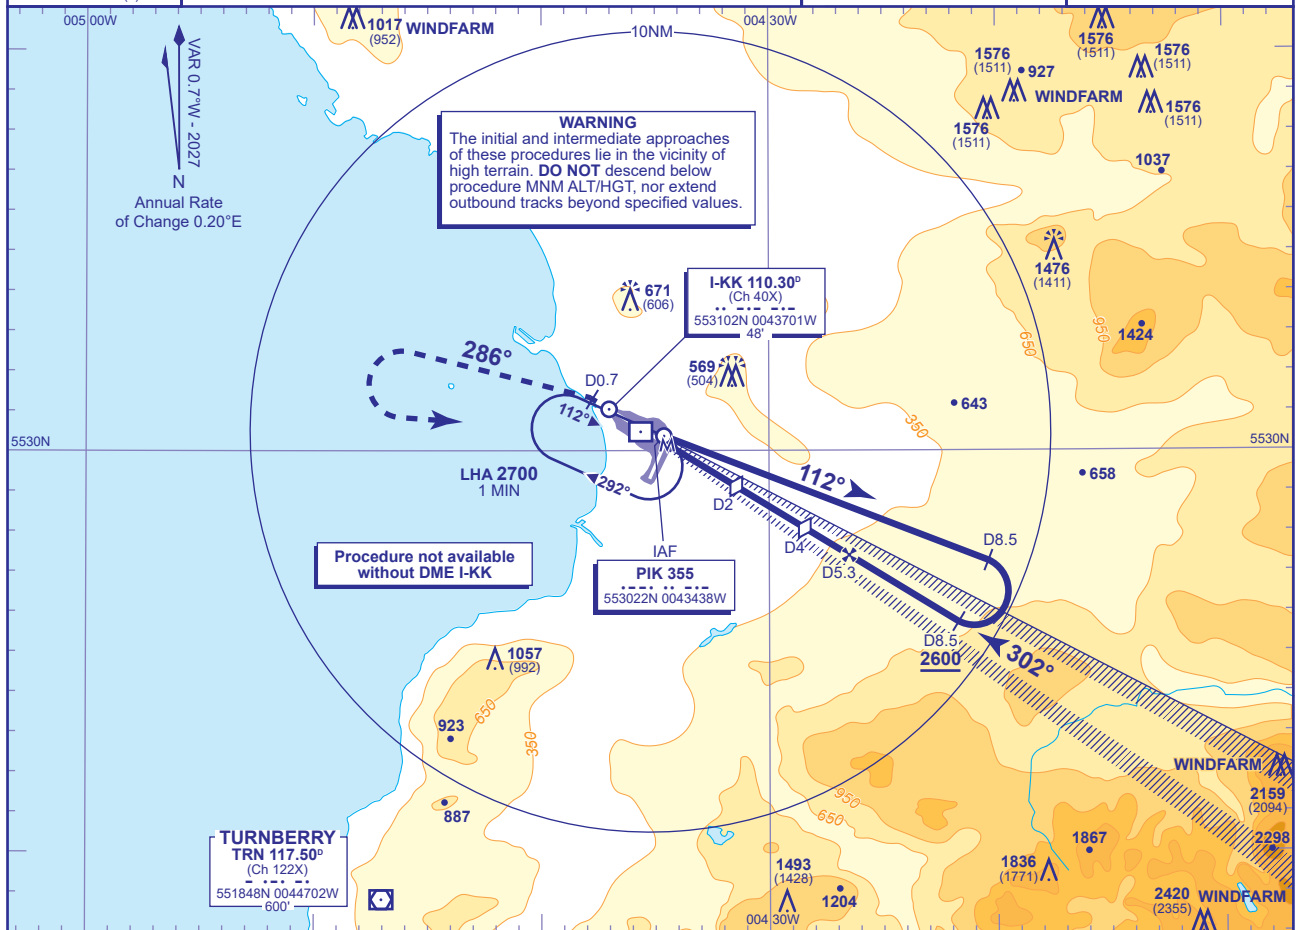 005 00W
004 30W
1017
(952)
WINDFARM
10NM
1576
(1511)
1576
(1511)
927
1576
(1511)
WINDFARM
1576
(1511)
1576
(1511)
1037
VAR 0.7°W - 2027
N
Annual Rate
of Change 0.20°E
WARNING
The initial and intermediate approaches
of these procedures lie in the vicinity of
high terrain. DO NOT descend below
procedure MNM ALT/HGT, nor extend
outbound tracks beyond specified values.
1476
(1411)
671
(606)
I-KK 110.30ᴰ
(Ch 40X)
553102N 0043701W
48'
650
950
1424
286°
569
(504)
D0.7
112°
643
350
5530N
5530N
M
LHA 2700
1 MIN
292°
112°
658
D2
D4
D5.3
D8.5
IAF
PIK 355
553022N 0043438W
Procedure not available
without DME I-KK
D8.5
2600
302°
1057
(992)
650
923
350
887
950
650
WINDFARM
2159
(2094)
2298
1867
TURNBERRY
TRN 117.50ᴰ
(Ch 122X)
551848N 0044702W
600'
1493
(1428)
1204
1836
(1771)
2420
(2355)
WINDFARM
004 30W